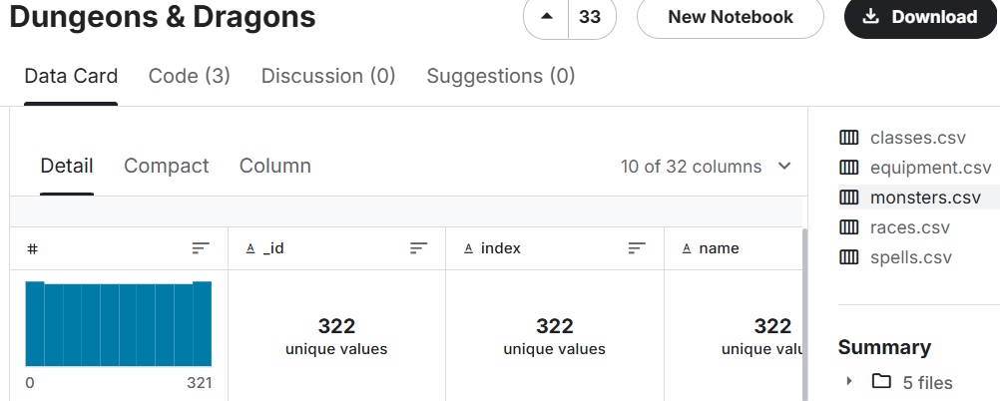 Dungeons & Dragons
33
New Notebook
Download
Data Card
Code (3)
Discussion (0)
Suggestions (0)
Detail
Compact
Column
10 of 32 columns
#
A _id
A index
A name
0
321
322
unique values
322
unique values
322
unique valu
classes.csv
equipment.csv
monsters.csv
races.csv
spells.csv
Summary
5 files